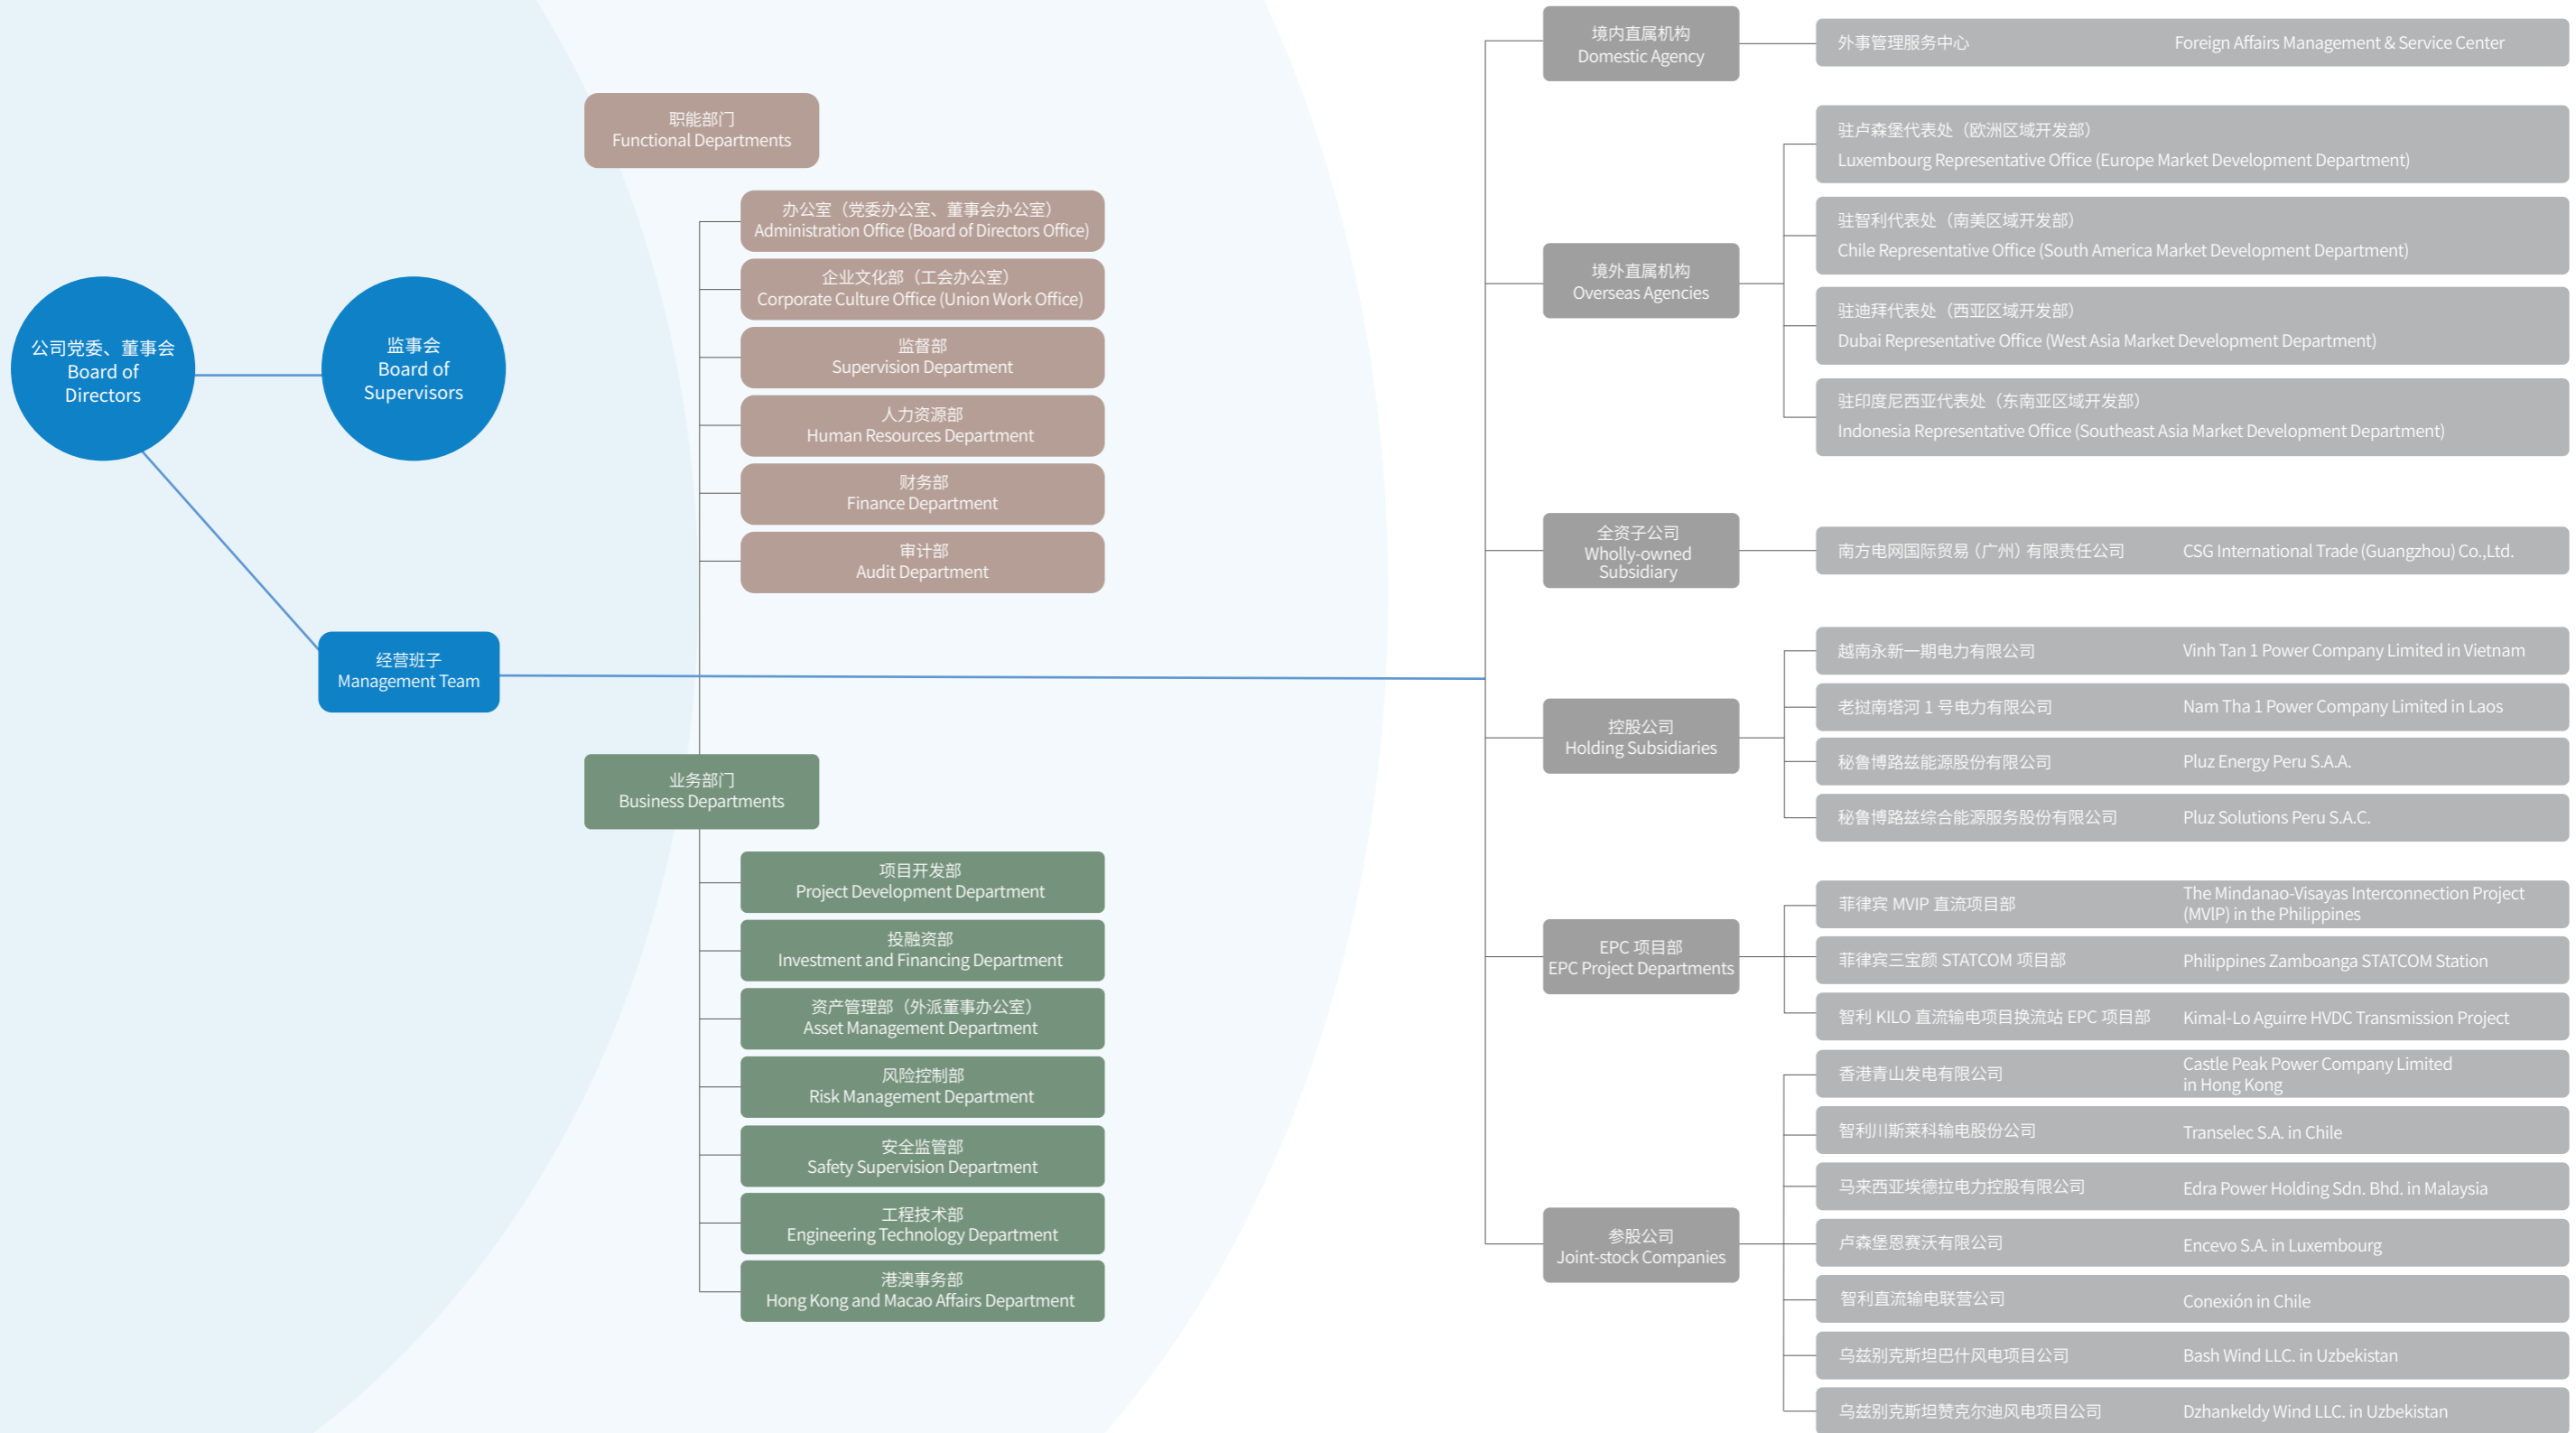 公司党委、董事会
Board of
Directors
监事会
Board of
Supervisors
经营班子
Management Team
职能部门
Functional Departments
办公室（党委办公室、董事会办公室）
Administration Office (Board of Directors Office)
企业文化部（工会办公室）
Corporate Culture Office (Union Work Office)
监督部
Supervision Department
人力资源部
Human Resources Department
财务部
Finance Department
审计部
Audit Department
业务部门
Business Departments
项目开发部
Project Development Department
投融资部
Investment and Financing Department
资产管理部（外派董事办公室）
Asset Management Department
风险控制部
Risk Management Department
安全监管部
Safety Supervision Department
工程技术部
Engineering Technology Department
港澳事务部
Hong Kong and Macao Affairs Department
境内直属机构
Domestic Agency
外事管理服务中心 Foreign Affairs Management & Service Center
境外直属机构
Overseas Agencies
驻卢森堡代表处（欧洲区域开发部）
Luxembourg Representative Office (Europe Market Development Department)
驻智利代表处（南美区域开发部）
Chile Representative Office (South America Market Development Department)
驻迪拜代表处（西亚区域开发部）
Dubai Representative Office (West Asia Market Development Department)
驻印度尼西亚代表处（东南亚区域开发部）
Indonesia Representative Office (Southeast Asia Market Development Department)
全资子公司
Wholly-owned
Subsidiary
南方电网国际贸易（广州）有限责任公司 CSG International Trade (Guangzhou) Co.,Ltd.
控股公司
Holding Subsidiaries
越南永新一期电力有限公司 Vinh Tan 1 Power Company Limited in Vietnam
老挝南塔河 1 号电力有限公司 Nam Tha 1 Power Company Limited in Laos
秘鲁博路兹能源股份有限公司 Pluz Energy Peru S.A.A.
秘鲁博路兹综合能源服务股份有限公司 Pluz Solutions Peru S.A.C.
EPC 项目部
EPC Project Departments
菲律宾 MVIP 直流项目部
The Mindanao-Visayas Interconnection Project
(MVIP) in the Philippines
菲律宾三宝颜 STATCOM 项目部 Philippines Zamboanga STATCOM Station
智利 KILO 直流输电项目换流站 EPC 项目部 Kimal-Lo Aguirre HVDC Transmission Project
参股公司
Joint-stock Companies
香港青山发电有限公司
Castle Peak Power Company Limited
in Hong Kong
智利川斯莱科输电股份公司 Transelec S.A. in Chile
马来西亚埃德拉电力控股有限公司 Edra Power Holding Sdn. Bhd. in Malaysia
卢森堡恩赛沃有限公司 Encevo S.A. in Luxembourg
智利直流输电联营公司 Conexión in Chile
乌兹别克斯坦巴什风电项目公司 Bash Wind LLC. in Uzbekistan
乌兹别克斯坦赞克尔迪风电项目公司 Dzhankeldy Wind LLC. in Uzbekistan